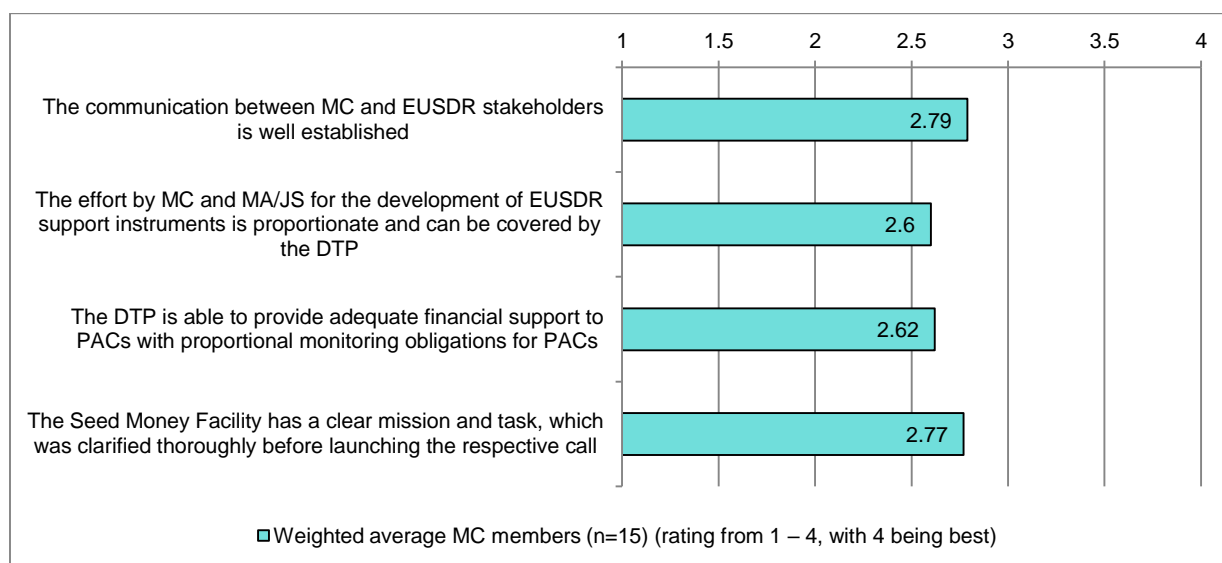 1 1.5 2 2.5 3 3.5 4
The communication between MC and EUSDR stakeholders
is well established
2.79
The effort by MC and MA/JS for the development of EUSDR
support instruments is proportionate and can be covered by
the DTP
2.6
The DTP is able to provide adequate financial support to
PACs with proportional monitoring obligations for PACs
2.62
The Seed Money Facility has a clear mission and task, which
was clarified thoroughly before launching the respective call
2.77
Weighted average MC members (n=15) (rating from 1 – 4, with 4 being best)